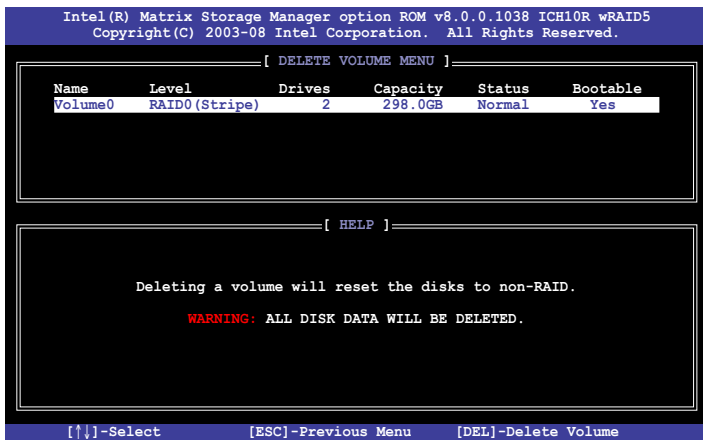 Intel(R) Matrix Storage Manager option ROM v8.0.0.1038 ICH10R wRAID5
Copyright(C) 2003-08 Intel Corporation. All Rights Reserved.
[ DELETE VOLUME MENU ]
Name Level Drives Capacity Status Bootable
Volume0 RAID0(Stripe) 2 298.0GB Normal Yes
[ HELP ]
Deleting a volume will reset the disks to non-RAID.
WARNING: ALL DISK DATA WILL BE DELETED.
[↑↓]-Select [ESC]-Previous Menu [DEL]-Delete Volume